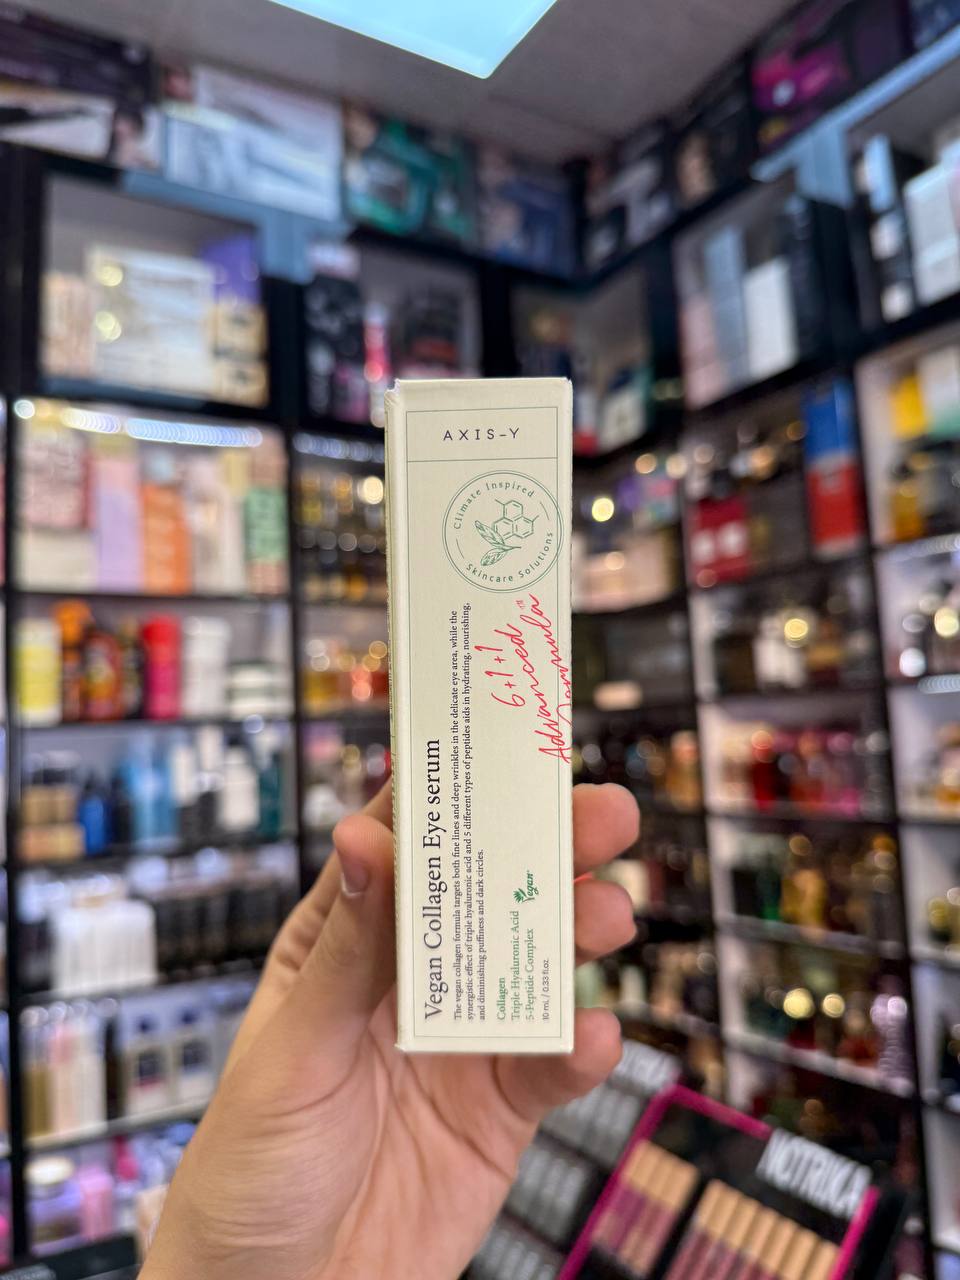 AXIS-Y
Climate Inspired
Skincare Solutions
6+1+1
Advanced
Formula™
Vegan Collagen Eye serum
The vegan collagen formula targets both fine lines and deep wrinkles in the delicate eye area, while the
synergistic effect of triple hyaluronic acid and 5 different types of peptides aids in hydrating, nourishing,
and diminishing puffiness and dark circles.
Collagen
Triple Hyaluronic Acid
5-Peptide Complex
Vegan
10 ml / 0.33 fl.oz.